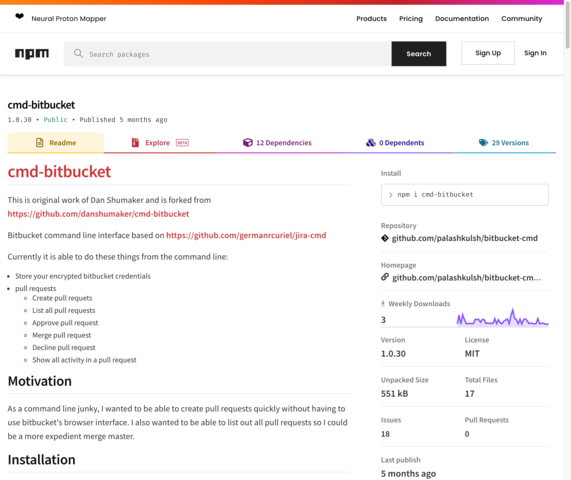 ❤ Neural Proton Mapper
Products Pricing Documentation Community
npm
Search packages
Search
Sign Up
Sign In
cmd-bitbucket
1.0.30 • Public • Published 5 months ago
Readme
Explore BETA
12 Dependencies
0 Dependents
29 Versions
cmd-bitbucket
This is original work of Dan Shumaker and is forked from
https://github.com/danshumaker/cmd-bitbucket
Bitbucket command line interface based on https://github.com/germanrcuriel/jira-cmd
Currently it is able to do these things from the command line:
• Store your encrypted bitbucket credentials
• pull requests
◦ Create pull requets
◦ List all pull requests
◦ Approve pull request
◦ Merge pull request
◦ Decline pull request
◦ Show all activity in a pull request
Motivation
As a command line junky, I wanted to be able to create pull requests quickly without having to
use bitbucket's browser interface. I also wanted to be able to list out all pull requests so I could
be a more expedient merge master.
Installation
Install
> npm i cmd-bitbucket
Repository
github.com/palashkulsh/bitbucket-cmd
Homepage
github.com/palashkulsh/bitbucket-cm...
Weekly Downloads
3
Version
License
1.0.30
MIT
Unpacked Size
Total Files
551 kB
17
Issues
Pull Requests
18
0
Last publish
5 months ago